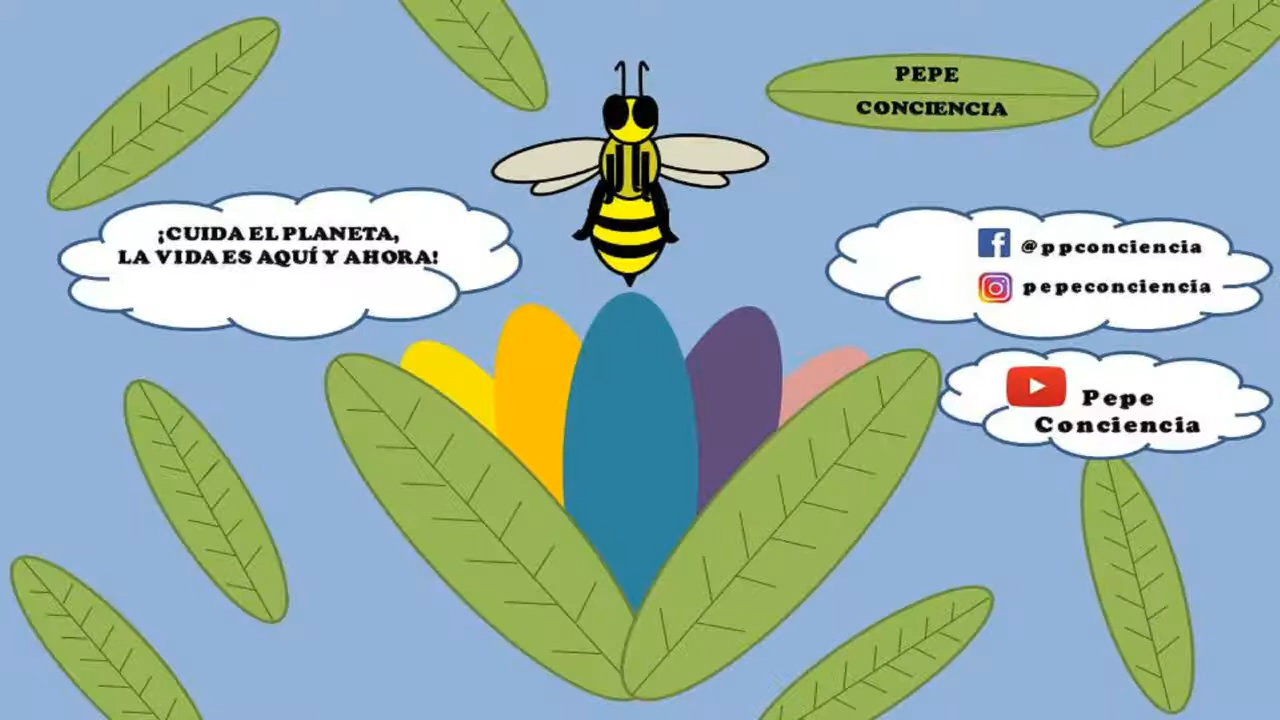 PEPE
CONCIENCIA
¡CUIDA EL PLANETA,
LA VIDA ES AQUÍ Y AHORA!
@ppconciencia
pepeconciencia
Pepe
Conciencia